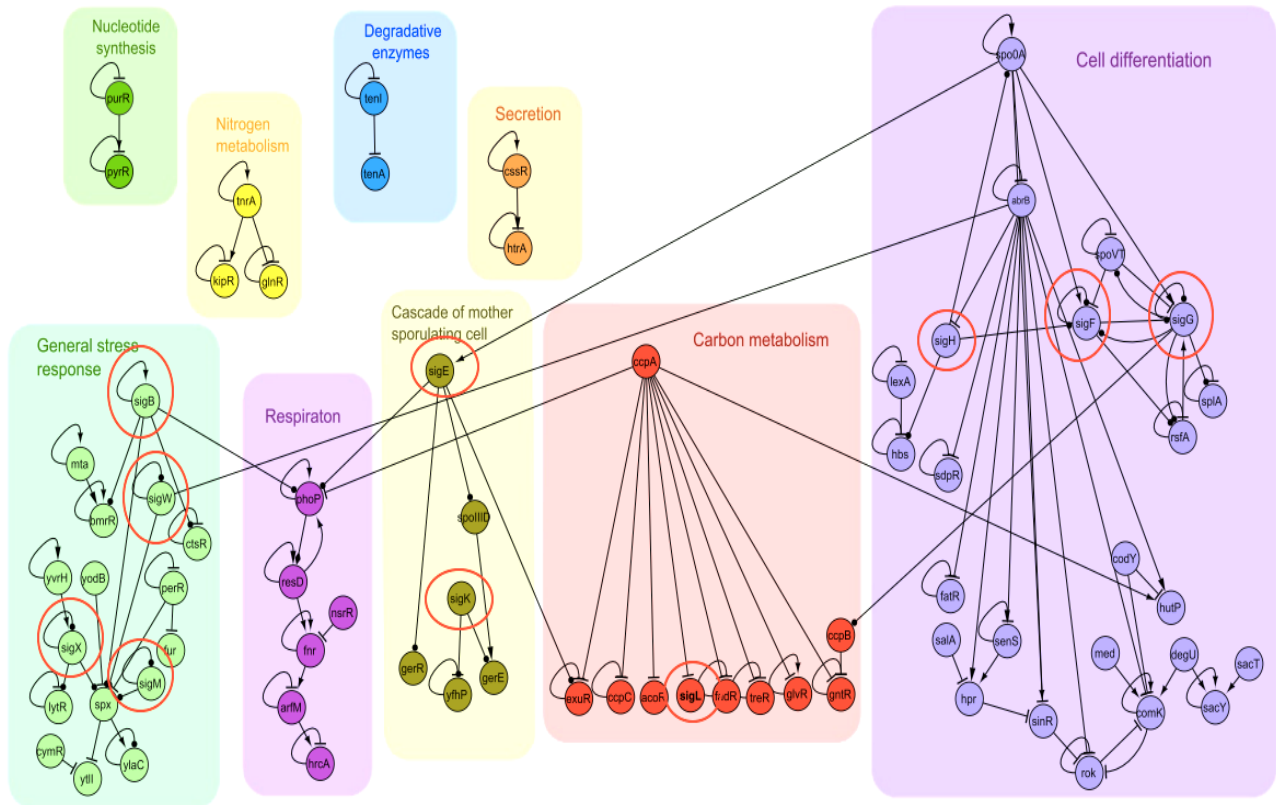 Nucleotide
synthesis
purR
pyrR
Nitrogen
metabolism
tnrA
kipR
glnR
Degradative
enzymes
tenI
tenA
Secretion
cssR
htrA
General stress
response
sigB
mta
sigW
bmrR
ctsR
yvrH
yodB
perR
sigX
fur
sigM
lytR
spx
cymR
ytlI
ylaC
Respiraton
phoP
resD
nsrR
fnr
arfM
hrcA
Cascade of mother
sporulating cell
sigE
spoIIID
sigK
gerR
yfhP
gerE
Carbon metabolism
ccpA
ccpB
exuR
ccpC
acoR
sigL
fadR
treR
glvR
gntR
Cell differentiation
spo0A
abrB
spoVT
sigH
sigF
sigG
lexA
splA
hbs
sdpR
rsfA
codY
fatR
hutP
salA
senS
med
degU
sacT
hpr
sinR
comK
sacY
rok